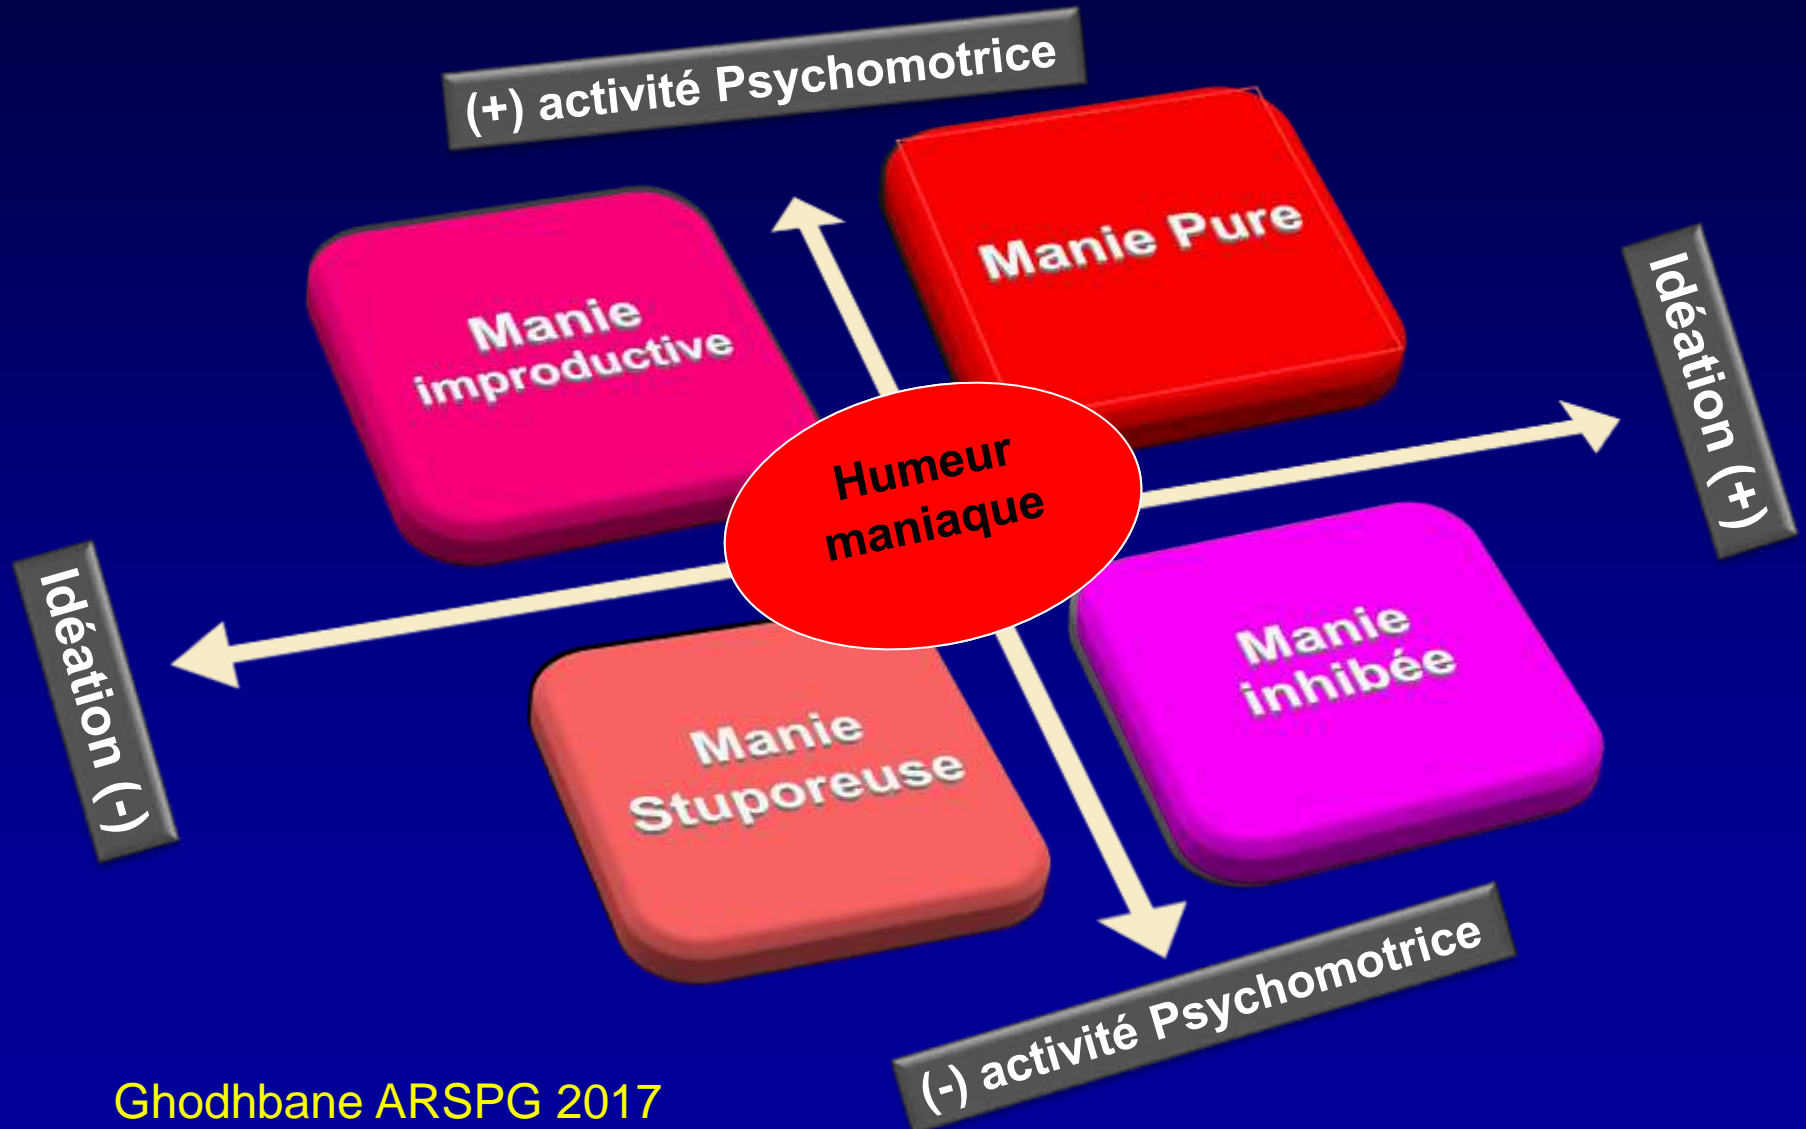 (+) activité Psychomotrice
Manie Pure
Manie
improductive
Idéation (+)
Humeur
maniaque
Idéation (-)
Manie
inhibée
Manie
Stuporeuse
(-) activité Psychomotrice
Ghodhbane ARSPG 2017